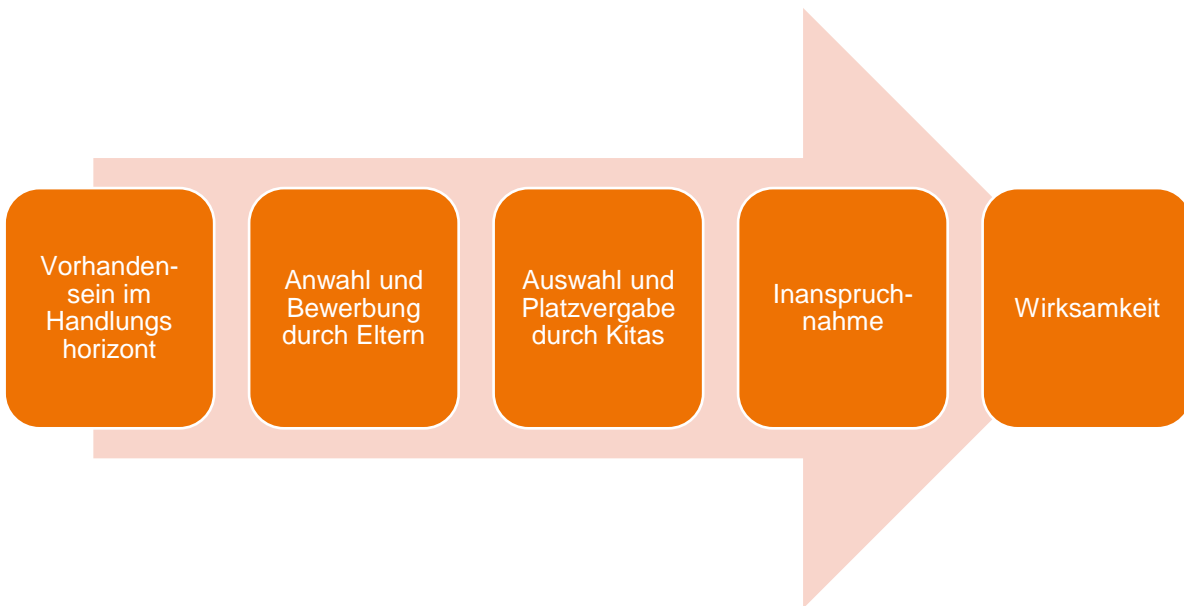 Vorhanden-
sein im
Handlungs
horizont
Anwahl und
Bewerbung
durch Eltern
Auswahl und
Platzvergabe
durch Kitas
Inanspruch-
nahme
Wirksamkeit